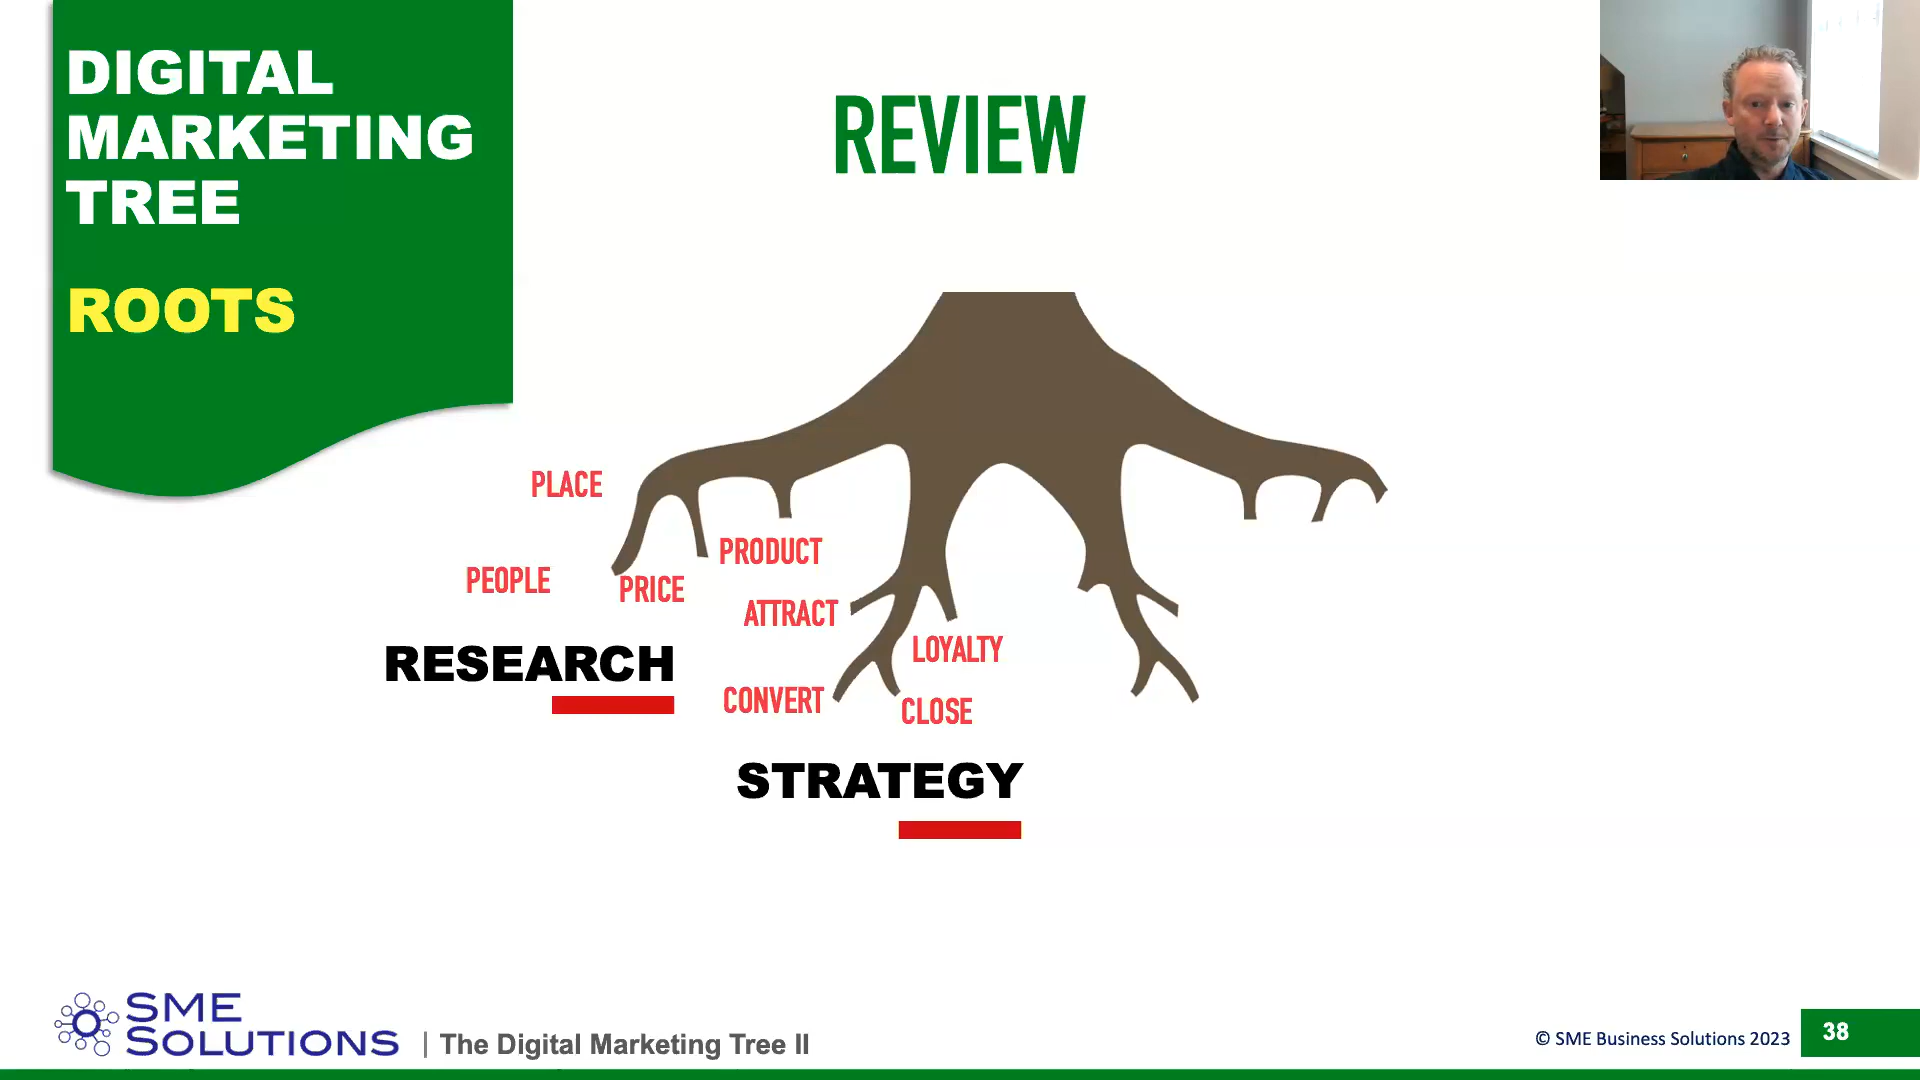 DIGITAL
MARKETING
TREE
ROOTS
REVIEW
PLACE
PEOPLE
PRICE
PRODUCT
RESEARCH
ATTRACT
LOYALTY
CONVERT
CLOSE
STRATEGY
SME
SOLUTIONS
| The Digital Marketing Tree II
© SME Business Solutions 2023
38